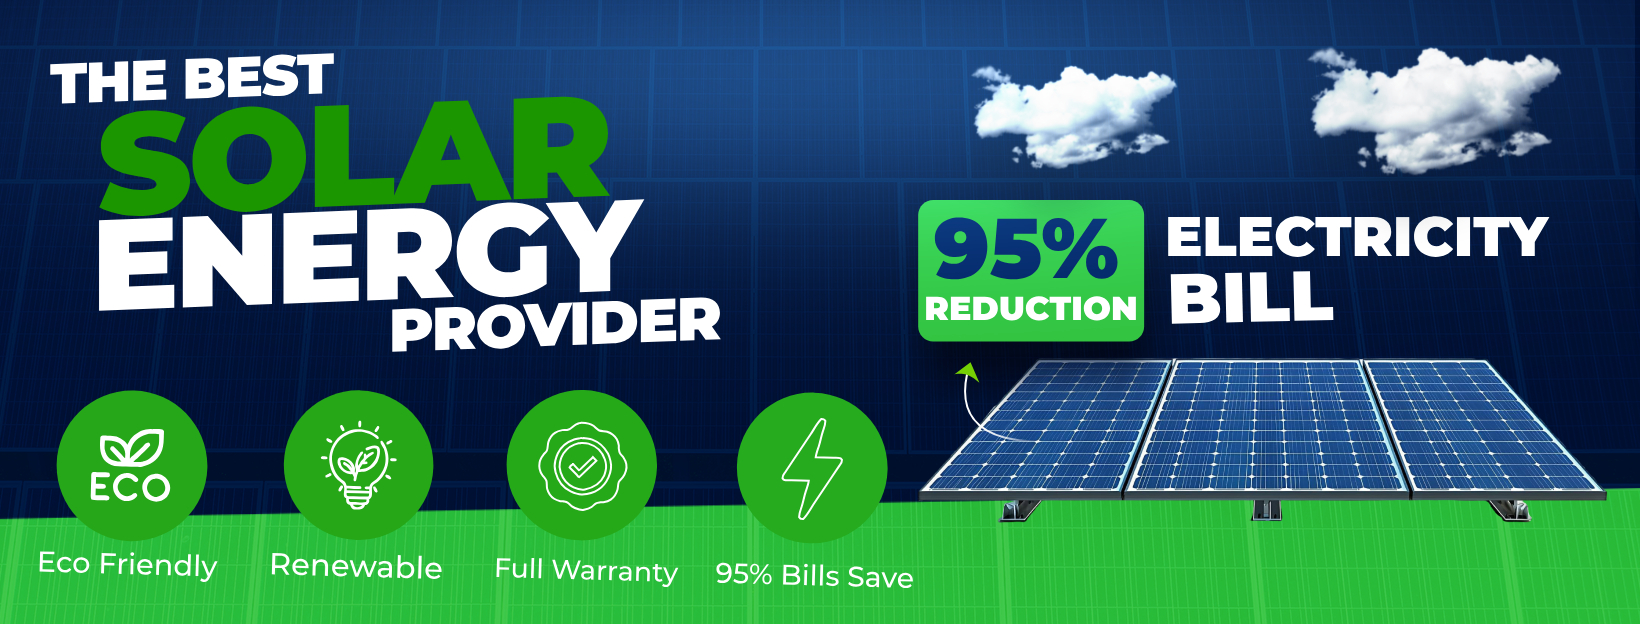 THE BEST
SOLAR
ENERGY
PROVIDER
95%
REDUCTION
ELECTRICITY
BILL
ECO
Eco Friendly
Renewable
Full Warranty
95% Bills Save